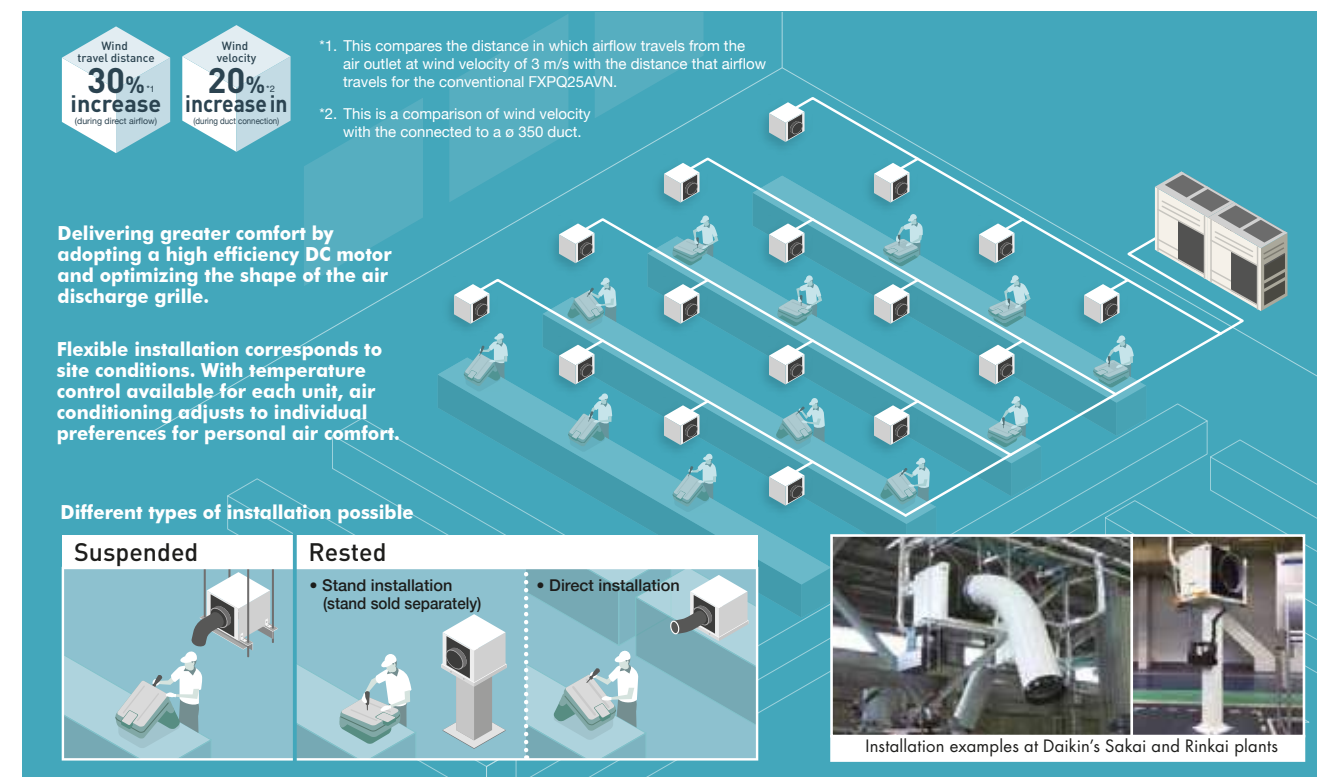 Wind
travel distance
30%*1
increase
(during direct airflow)
Wind
velocity
20%*2
increase in
(during duct connection)
*1. This compares the distance in which airflow travels from the
air outlet at wind velocity of 3 m/s with the distance that airflow
travels for the conventional FXPQ25AVN.
*2. This is a comparison of wind velocity
with the connected to a ø 350 duct.
Delivering greater comfort by
adopting a high efficiency DC motor
and optimizing the shape of the air
discharge grille.
Flexible installation corresponds to
site conditions. With temperature
control available for each unit, air
conditioning adjusts to individual
preferences for personal air comfort.
Different types of installation possible
Suspended
Rested
• Stand installation
(stand sold separately)
• Direct installation
Installation examples at Daikin's Sakai and Rinkai plants